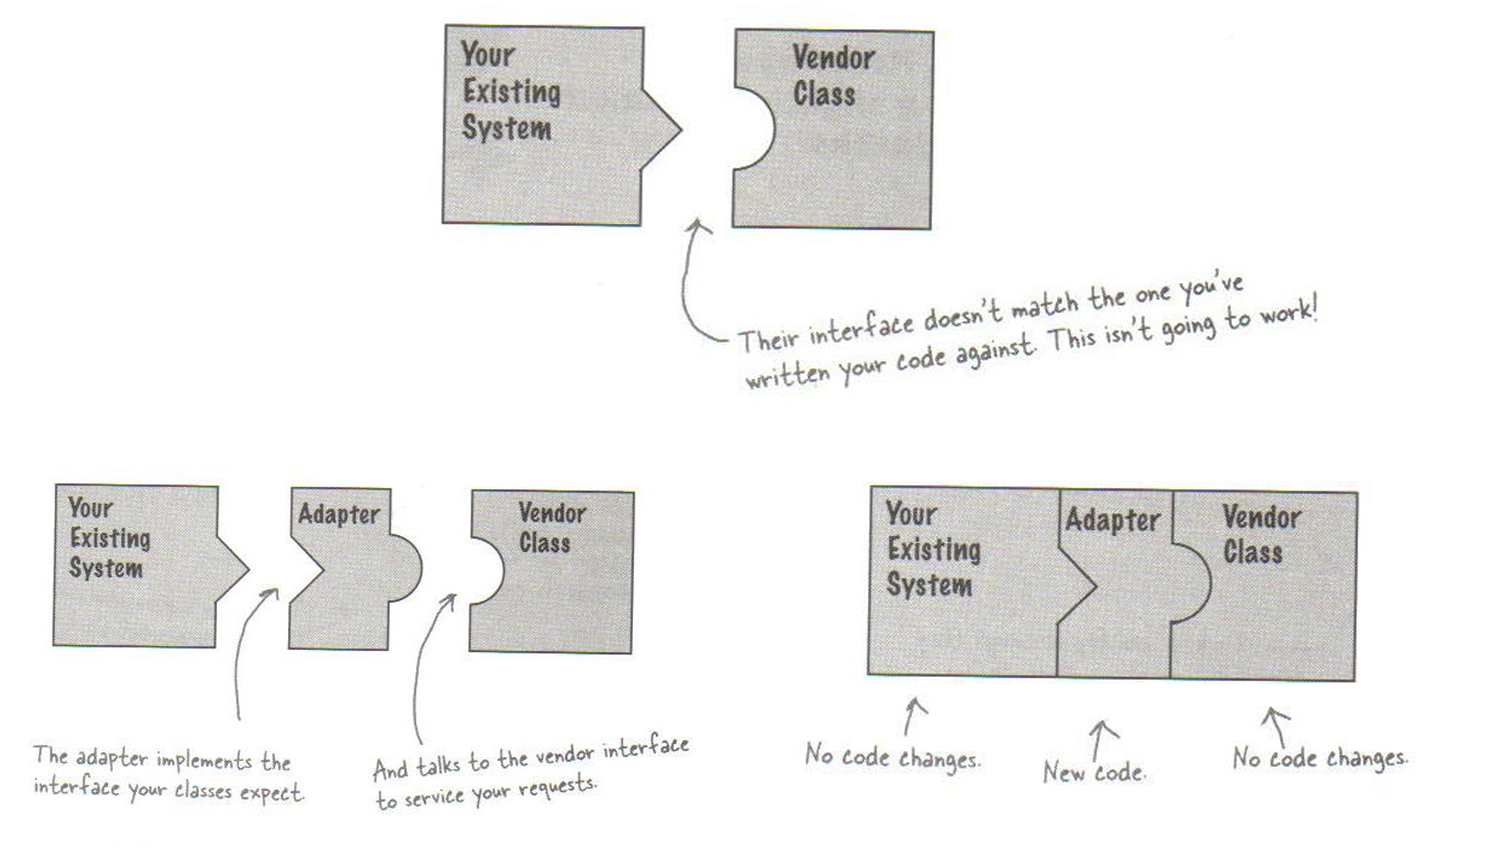 Your
Existing
System
Vendor
Class
Their interface doesn't match the one you've
written your code against. This isn't going to work!
Your
Existing
System
Adapter
Vendor
Class
The adapter implements the
interface your classes expect.
And talks to the vendor interface
to service your requests.
Your
Existing
System
Adapter
Vendor
Class
No code changes.
New code.
No code changes.